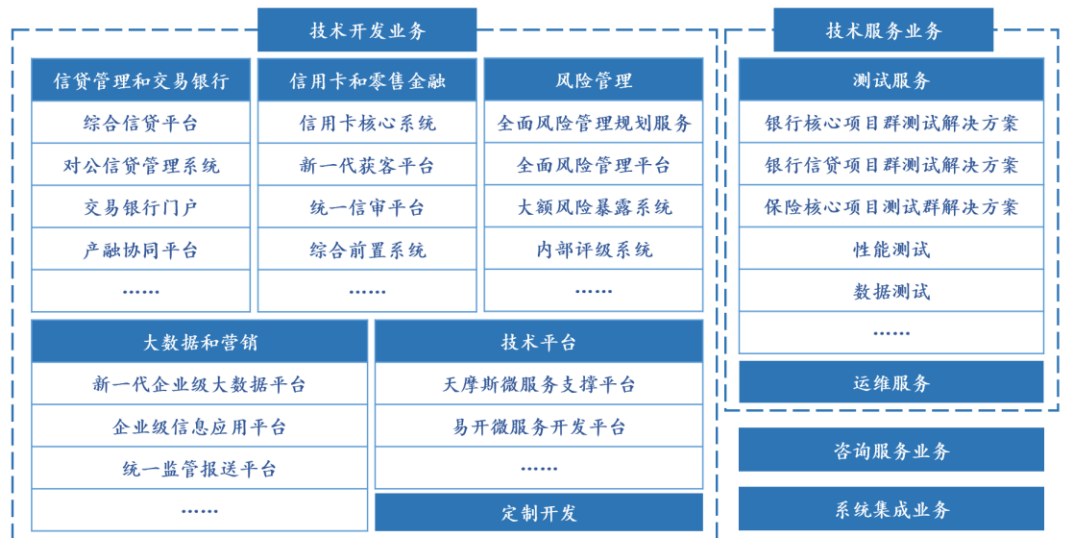 技术开发业务
信贷管理和交易银行
综合信贷平台
对公信贷管理系统
交易银行门户
产融协同平台
……
信用卡和零售金融
信用卡核心系统
新一代获客平台
统一信审平台
综合前置系统
……
风险管理
全面风险管理规划服务
全面风险管理平台
大额风险暴露系统
内部评级系统
……
大数据和营销
新一代企业级大数据平台
企业级信息应用平台
统一监管报送平台
……
技术平台
天摩斯微服务支撑平台
易开微服务开发平台
……
定制开发
技术服务业务
测试服务
银行核心项目群测试解决方案
银行信贷项目群测试解决方案
保险核心项目测试群解决方案
性能测试
数据测试
……
运维服务
咨询服务业务
系统集成业务